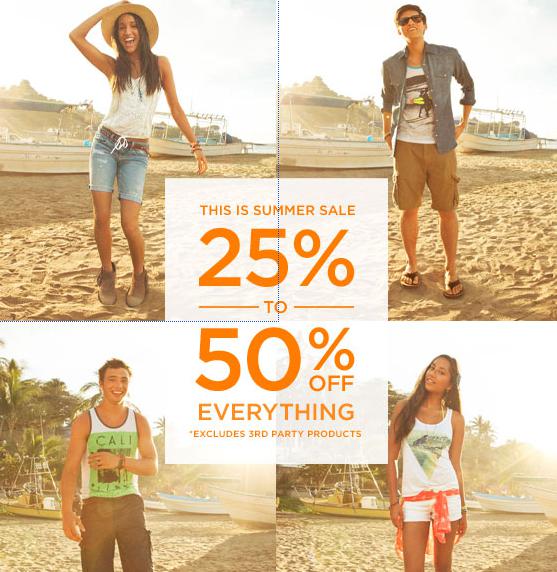 THIS IS SUMMER SALE
25%
TO
50%
OFF
EVERYTHING
*EXCLUDES 3RD PARTY PRODUCTS
CALI